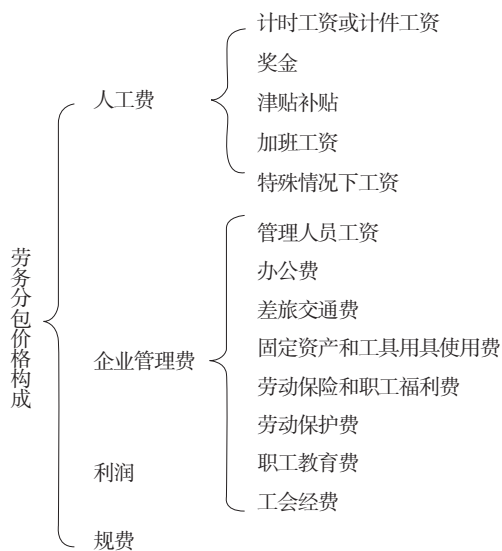 劳务分包价格构成
人工费
计时工资或计件工资
奖金
津贴补贴
加班工资
特殊情况下工资
企业管理费
管理人员工资
办公费
差旅交通费
固定资产和工具用具使用费
劳动保险和职工福利费
劳动保护费
职工教育费
工会经费
利润
规费